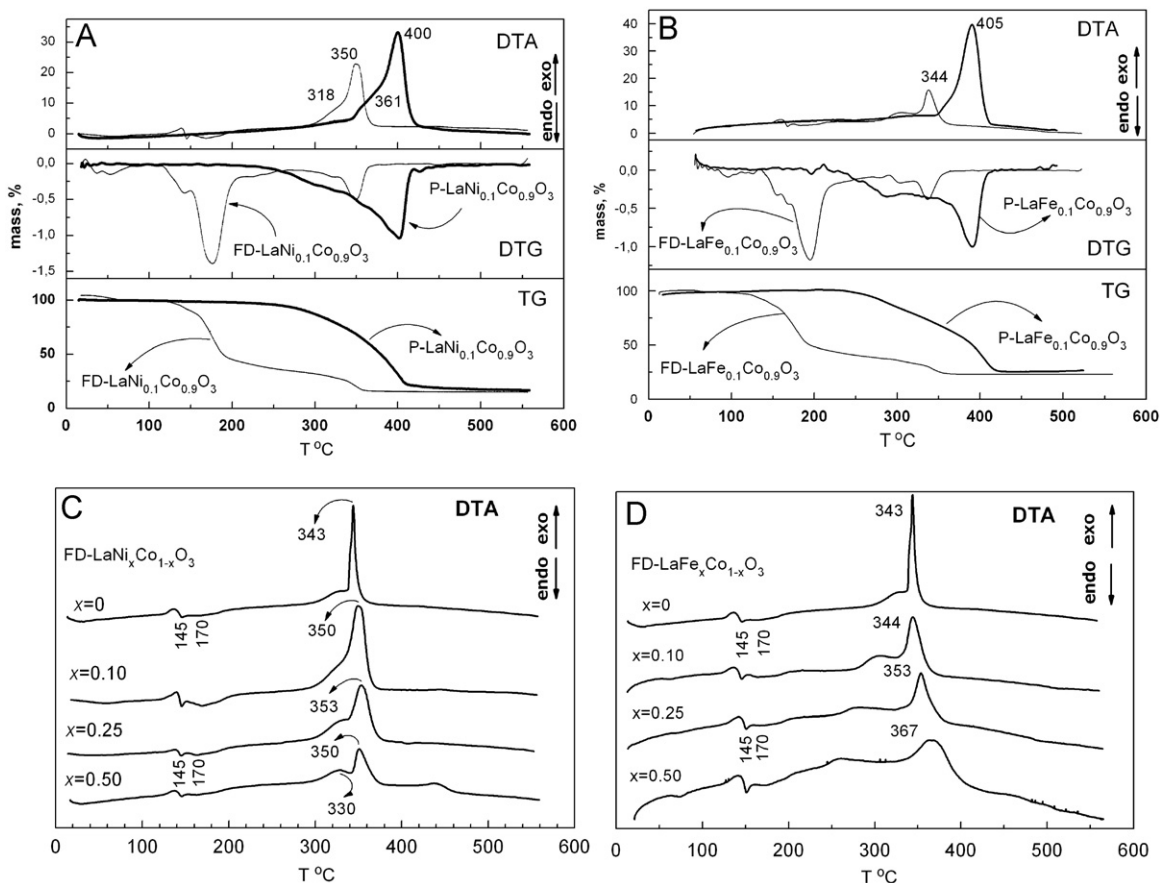 A
DTA
400
350
318
361
30
20
10
0
endo exo
0,0
-0,5
-1,0
-1,5
mass, %
P-LaNi0.1Co0.9O3
FD-LaNi0.1Co0.9O3
DTG
TG
100
50
0
P-LaNi0.1Co0.9O3
FD-LaNi0.1Co0.9O3
0 100 200 300 400 500 600
T °C
B
DTA
405
344
40
30
20
10
0
endo exo
0,0
-0,5
-1,0
mass, %
P-LaFe0.1Co0.9O3
FD-LaFe0.1Co0.9O3
DTG
TG
100
50
0
P-LaFe0.1Co0.9O3
FD-LaFe0.1Co0.9O3
0 100 200 300 400 500 600
T °C
C
DTA
343
endo exo
FD-LaNixCo1-xO3
x=0
145
170
350
x=0.10
353
x=0.25
145
170
350
x=0.50
330
0 100 200 300 400 500 600
T °C
D
DTA
343
endo exo
FD-LaFexCo1-xO3
x=0
145
170
344
x=0.10
353
x=0.25
145
170
367
x=0.50
0 100 200 300 400 500 600
T °C